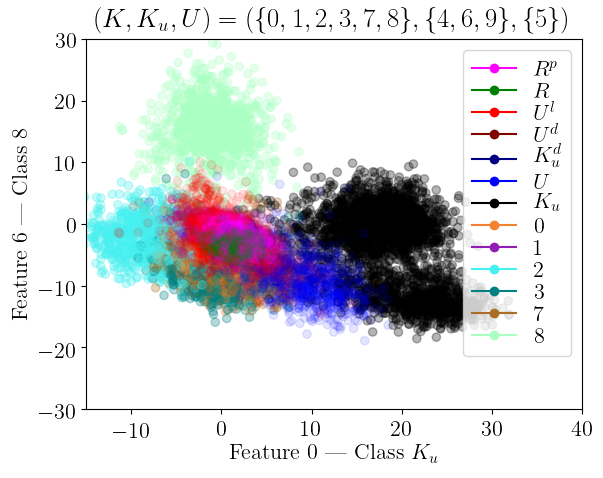 (K, K_u, U) = ({0, 1, 2, 3, 7, 8}, {4, 6, 9}, {5})
30
20
10
0
−10
−20
−30
Feature 6 — Class 8
−10
0
10
20
30
40
Feature 0 — Class K_u
R^p
R
U^l
U^d
K_u^d
U
K_u
0
1
2
3
7
8